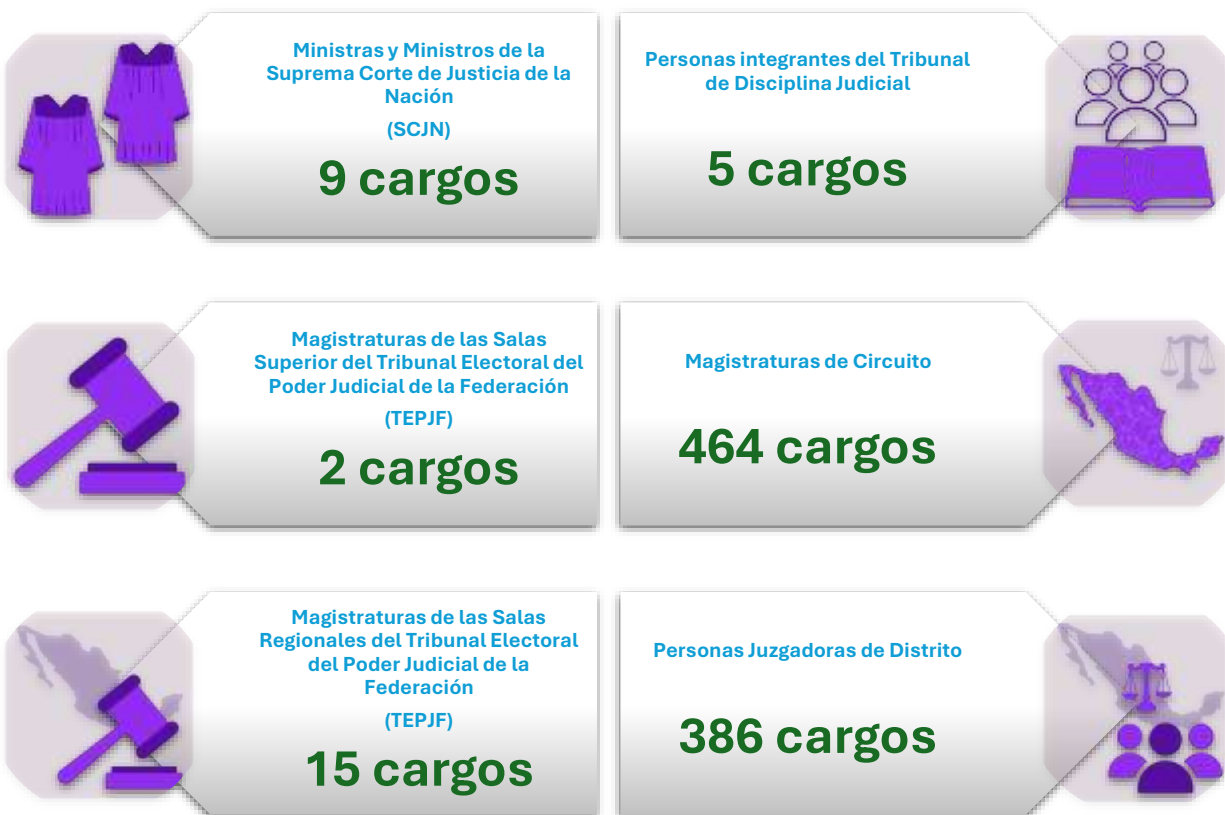 Ministras y Ministros de la
Suprema Corte de Justicia de la
Nación
(SCJN)
9 cargos
Personas integrantes del Tribunal
de Disciplina Judicial
5 cargos
Magistraturas de las Salas
Superior del Tribunal Electoral del
Poder Judicial de la Federación
(TEPJF)
2 cargos
Magistraturas de Circuito
464 cargos
Magistraturas de las Salas
Regionales del Tribunal Electoral
del Poder Judicial de la
Federación
(TEPJF)
15 cargos
Personas Juzgadoras de Distrito
386 cargos